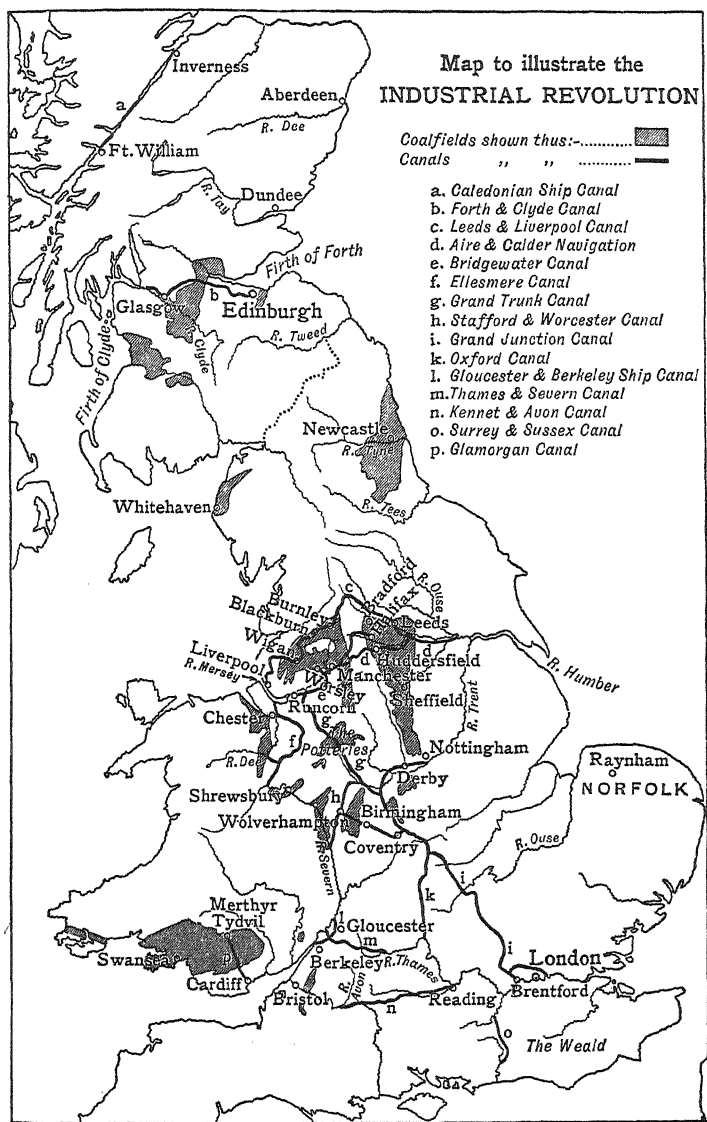 Map to illustrate the
INDUSTRIAL REVOLUTION
Coalfields shown thus:-............
Canals ,, ,, ............
a. Caledonian Ship Canal
b. Forth & Clyde Canal
c. Leeds & Liverpool Canal
d. Aire & Calder Navigation
e. Bridgewater Canal
f. Ellesmere Canal
g. Grand Trunk Canal
h. Stafford & Worcester Canal
i. Grand Junction Canal
k. Oxford Canal
l. Gloucester & Berkeley Ship Canal
m. Thames & Severn Canal
n. Kennet & Avon Canal
o. Surrey & Sussex Canal
p. Glamorgan Canal
Inverness
a
Aberdeen
R. Dee
Ft. William
R. Tay
Dundee
Firth of Forth
Glasgow
b
Edinburgh
R. Clyde
R. Tweed
Firth of Clyde
Newcastle
R. Tyne
Whitehaven
R. Tees
c
Bradford
Halifax
R. Ouse
Burnley
Blackburn
Leeds
Wigan
d
d
Huddersfield
R. Humber
Liverpool
R. Mersey
Manchester
Worsley
e
Sheffield
R. Trent
Runcorn
Chester
g
The
Potteries
f
R. Dee
g
Nottingham
Derby
Raynham
NORFOLK
Shrewsbury
h
Birmingham
Wolverhampton
Coventry
R. Ouse
R. Severn
k
i
Merthyr
Tydvil
l
Gloucester
m
i
London
Swansea
p
Berkeley
R. Thames
Cardiff
Bristol
R. Avon
n
Reading
Brentford
o
The Weald